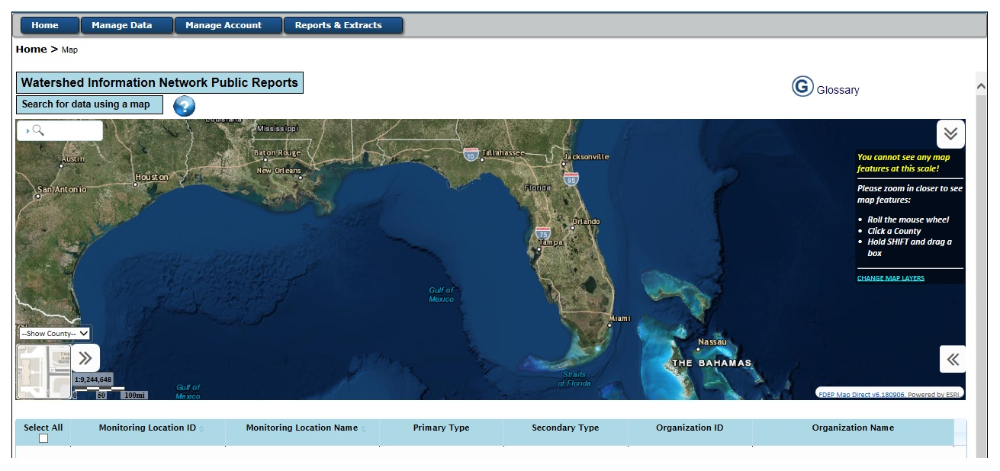 Home Manage Data Manage Account Reports & Extracts
Home > Map
Watershed Information Network Public Reports
G Glossary
Search for data using a map
?
Louisiana
Mississippi
Baton Rouge
10
Tallahassee
Jacksonville
You cannot see any map
features at this scale!
Austin
New Orleans
Houston
95
San Antonio
Florida
Please zoom in closer to see
map features:
• Roll the mouse wheel
• Click a County
• Hold SHIFT and drag a
box
Orlando
75
Tampa
CHANGE MAP LAYERS
Gulf of
Mexico
Miami
--Show County--
Nassau
THE BAHAMAS
1:9,244,648
Straits
of Florida
Gulf of
Mexico
0 50 100mi
FDEP Map Direct v6.180906. Powered by ESRI.
Select All Monitoring Location ID Monitoring Location Name Primary Type Secondary Type Organization ID Organization Name